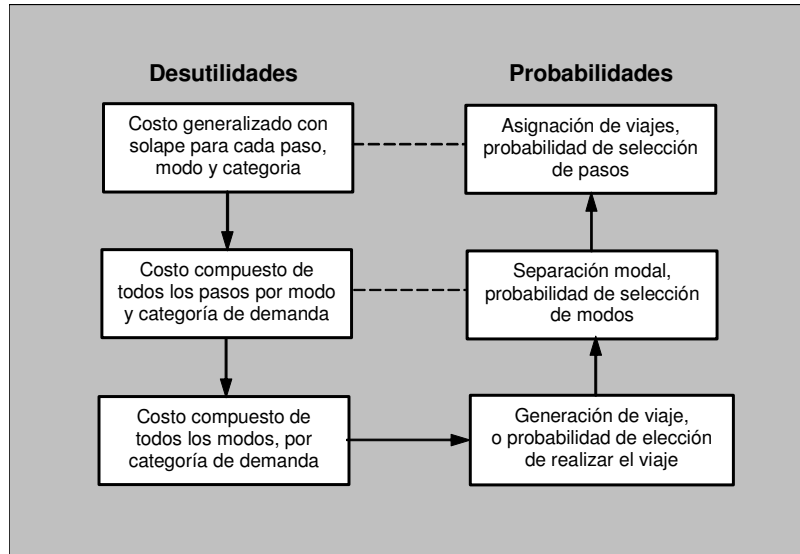 Desutilidades
Probabilidades
Costo generalizado con
solape para cada paso,
modo y categoria
Asignación de viajes,
probabilidad de selección
de pasos
Costo compuesto de
todos los pasos por modo
y categoría de demanda
Separación modal,
probabilidad de selección
de modos
Costo compuesto de
todos los modos, por
categoría de demanda
Generación de viaje,
o probabilidad de elección
de realizar el viaje